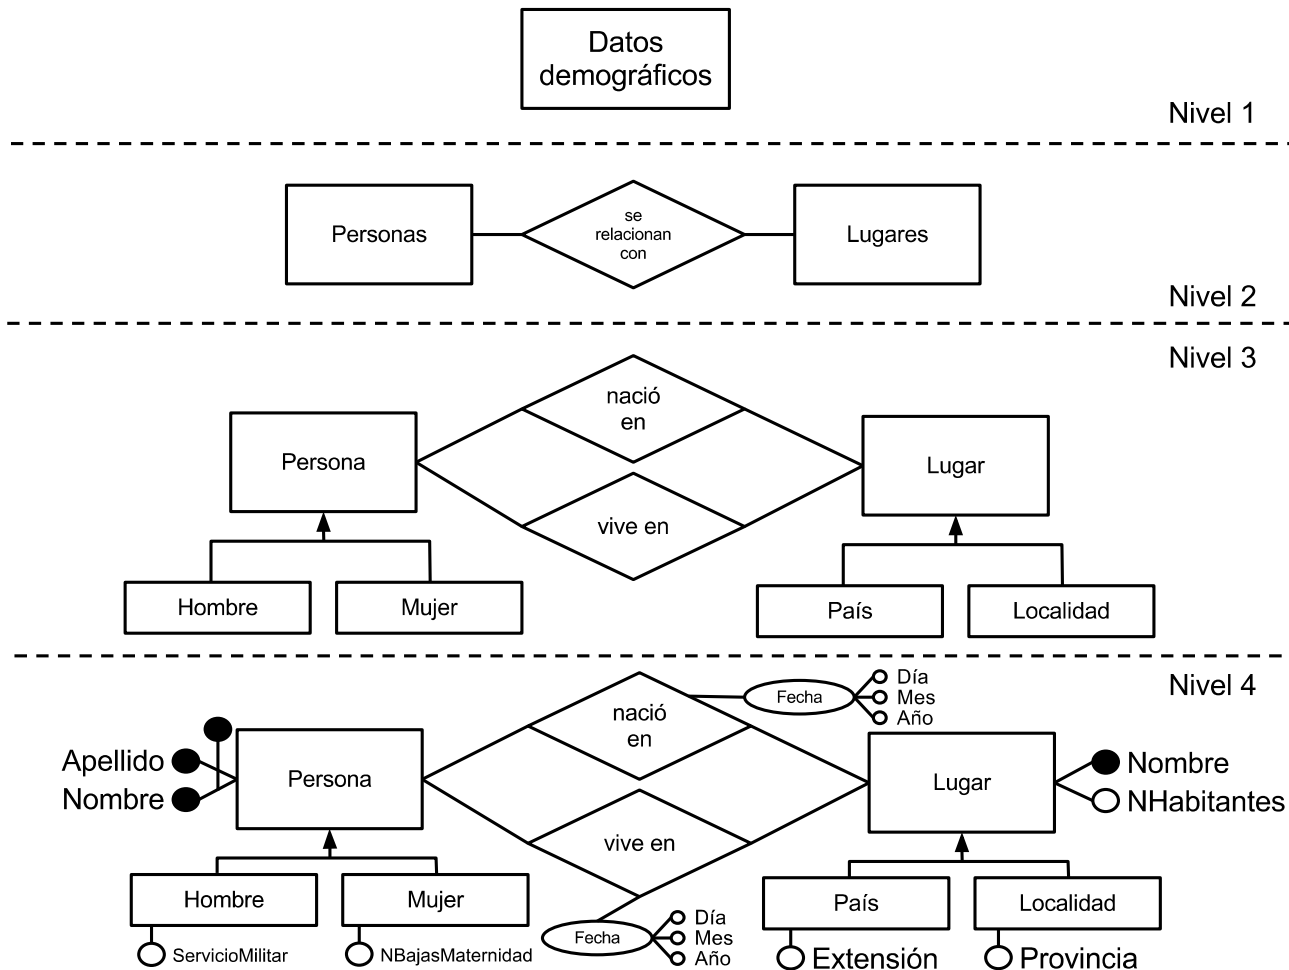 Datos
demográficos
Nivel 1
Personas
se
relacionan
con
Lugares
Nivel 2
Nivel 3
nació
en
Persona
Lugar
vive en
Hombre
Mujer
País
Localidad
Nivel 4
Fecha
Día
Mes
Año
nació
en
Apellido
Nombre
Persona
Lugar
Nombre
NHabitantes
vive en
Hombre
Mujer
País
Localidad
Fecha
Día
Mes
Año
ServicioMilitar
NBajasMaternidad
Extensión
Provincia